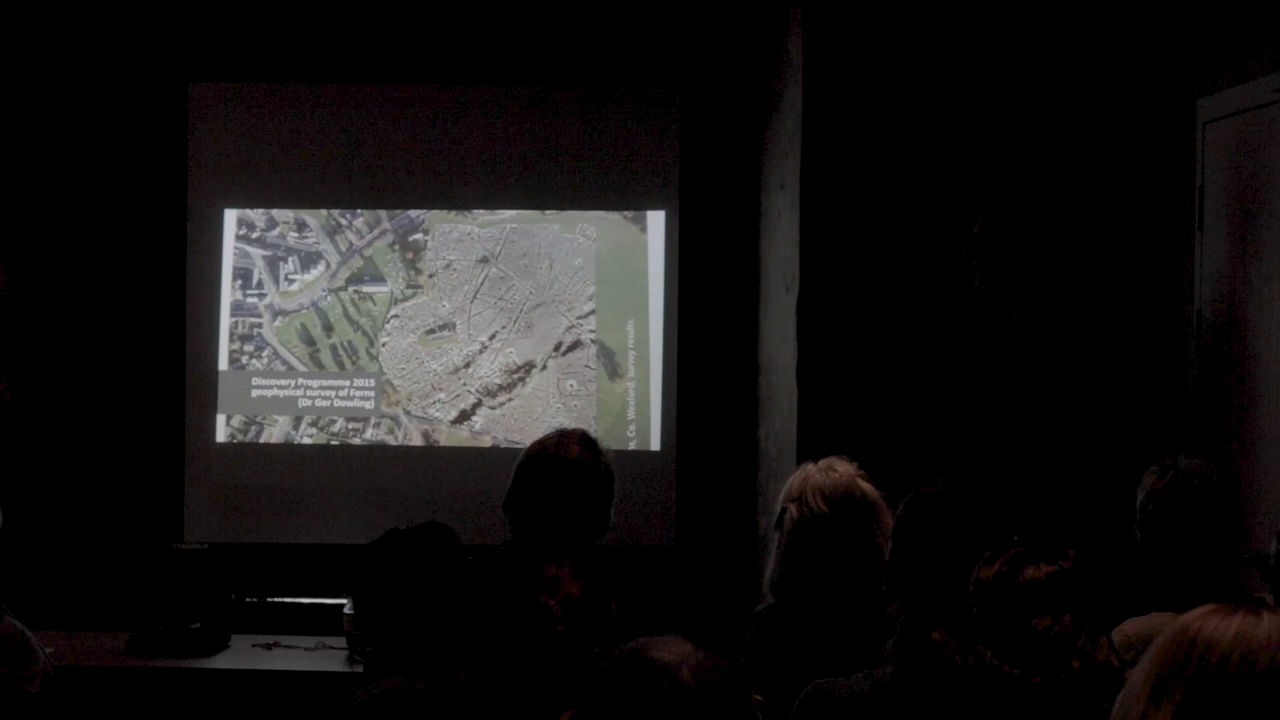 Discovery Programme 2015
geophysical survey of Ferns
(Dr Ger Dowling)
Co. Wexford, survey results.